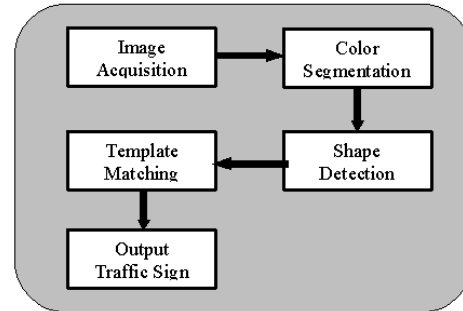 Image
Acquisition
Color
Segmentation
Shape
Detection
Template
Matching
Output
Traffic Sign